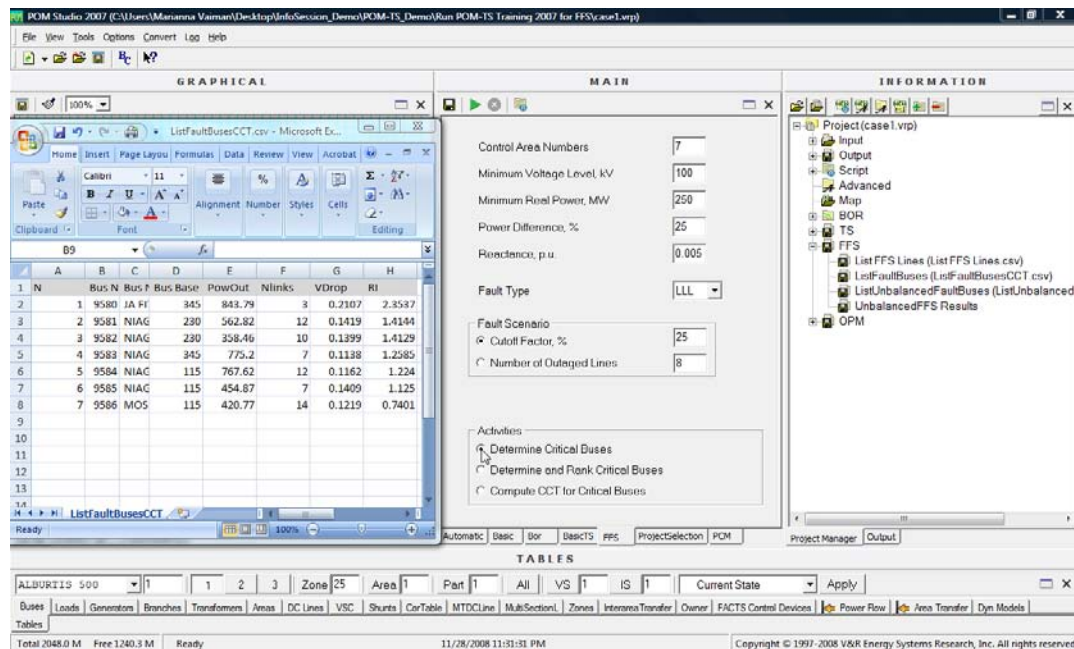 POM Studio 2007 (C:\Users\Marianna Vaiman\Desktop\InfoSession_Demo\POM-TS_Demo\Run POM-TS Training 2007 for FFS\case1.vrp)
File View Tools Options Convert Log Help
GRAPHICAL
MAIN
INFORMATION
100%
ListFaultBusesCCT.csv - Microsoft Ex...
Home Insert Page Layou Formulas Data Review View Acrobat
Paste
Calibri 11
B I U A A
Alignment Number Styles Cells
Clipboard Font Editing
B9 fx
A B C D E F G H
1 N Bus N Bus Bus Base PowOut Nlinks VDrop RI
2 1 9580 JA FI 345 843.79 3 0.2107 2.3537
3 2 9581 NIAG 230 562.82 12 0.1419 1.4144
4 3 9582 NIAG 230 358.46 10 0.1399 1.4129
5 4 9583 NIAG 345 775.2 7 0.1138 1.2585
6 5 9584 NIAG 115 767.62 12 0.1162 1.224
7 6 9585 NIAG 115 454.87 7 0.1409 1.125
8 7 9586 MOS 115 420.77 14 0.1219 0.7401
9
10
11
12
13
14
ListFaultBusesCCT
Ready 100%
Control Area Numbers 7
Minimum Voltage Level, kV 100
Minimum Real Power, MW 250
Power Difference, % 25
Reactance, p.u. 0.005
Fault Type LLL
Fault Scenario
Cutoff Factor, % 25
Number of Outaged Lines 8
Activities
Determine Critical Buses
Determine and Rank Critical Buses
Compute CCT for Critical Buses
Automatic Basic Bor BasicTS FFS ProjectSelection PCM
Project (case1.vrp)
Input
Output
Script
Advanced
Map
BOR
TS
FFS
List FFS Lines (List FFS Lines.csv)
ListFaultBuses (ListFaultBusesCCT.csv)
ListUnbalancedFaultBuses (ListUnbalanced
UnbalancedFFS Results
OPM
Project Manager Output
TABLES
ALBURTIS 500 1 1 2 3 Zone 25 Area 1 Part 1 All VS 1 IS 1 Current State Apply
Buses Loads Generators Branches Transformers Areas DC Lines VSC Shunts CorTable MTDCLine MultiSectionL Zones InterareaTransfer Owner FACTS Control Devices Power Flow Area Transfer Dyn Models
Tables
Total 2048.0 M Free 1240.3 M Ready 11/28/2008 11:31:31 PM Copyright © 1997-2008 V&R Energy Systems Research, Inc. All rights reserved